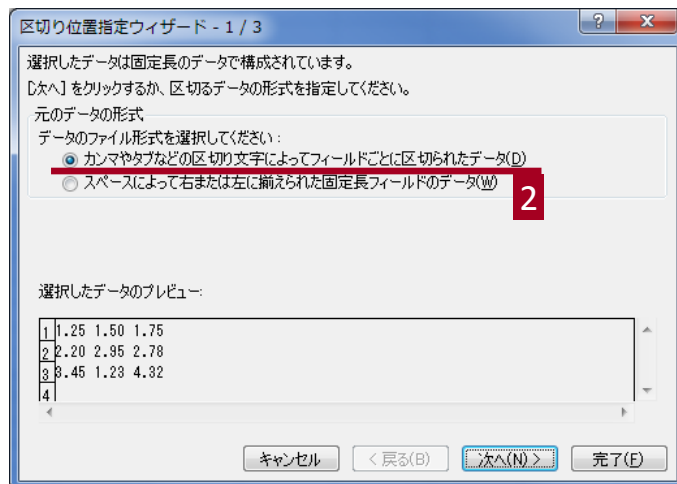 区切り位置指定ウィザード - 1 / 3
選択したデータは固定長のデータで構成されています。
[次へ] をクリックするか、区切るデータの形式を指定してください。
元のデータの形式
データのファイル形式を選択してください:
カンマやタブなどの区切り文字によってフィールドごとに区切られたデータ(D)
スペースによって右または左に揃えられた固定長フィールドのデータ(W)
2
選択したデータのプレビュー:
1 1.25 1.50 1.75
2 2.20 2.95 2.78
3 3.45 1.23 4.32
4
キャンセル < 戻る(B) 次へ(N) > 完了(F)